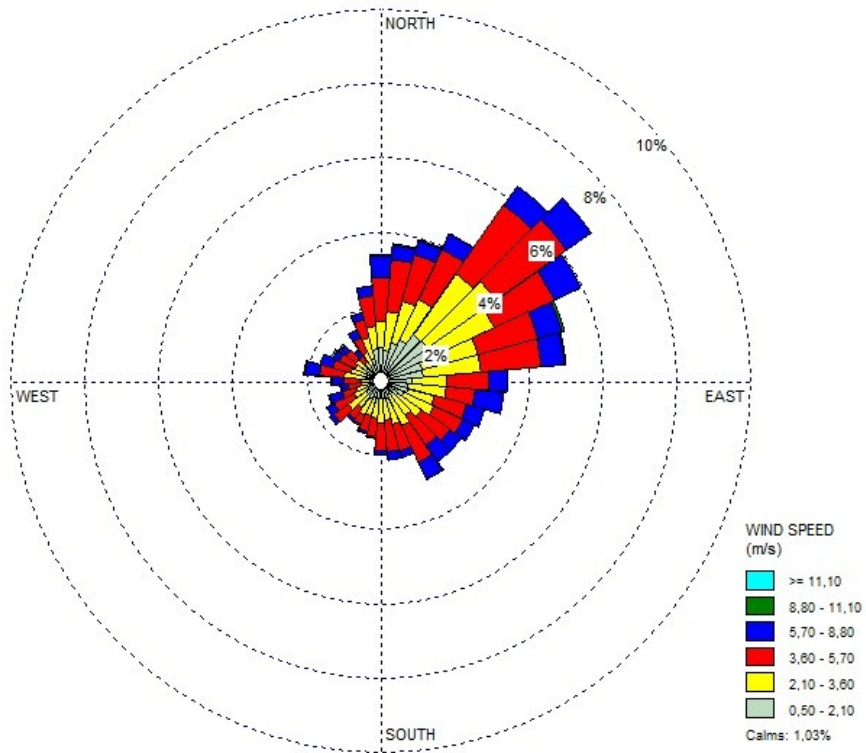 NORTH
10%
8%
6%
4%
2%
WEST
EAST
SOUTH
WIND SPEED
(m/s)
>= 11,10
8,80 - 11,10
5,70 - 8,80
3,60 - 5,70
2,10 - 3,60
0,50 - 2,10
Calms: 1,03%